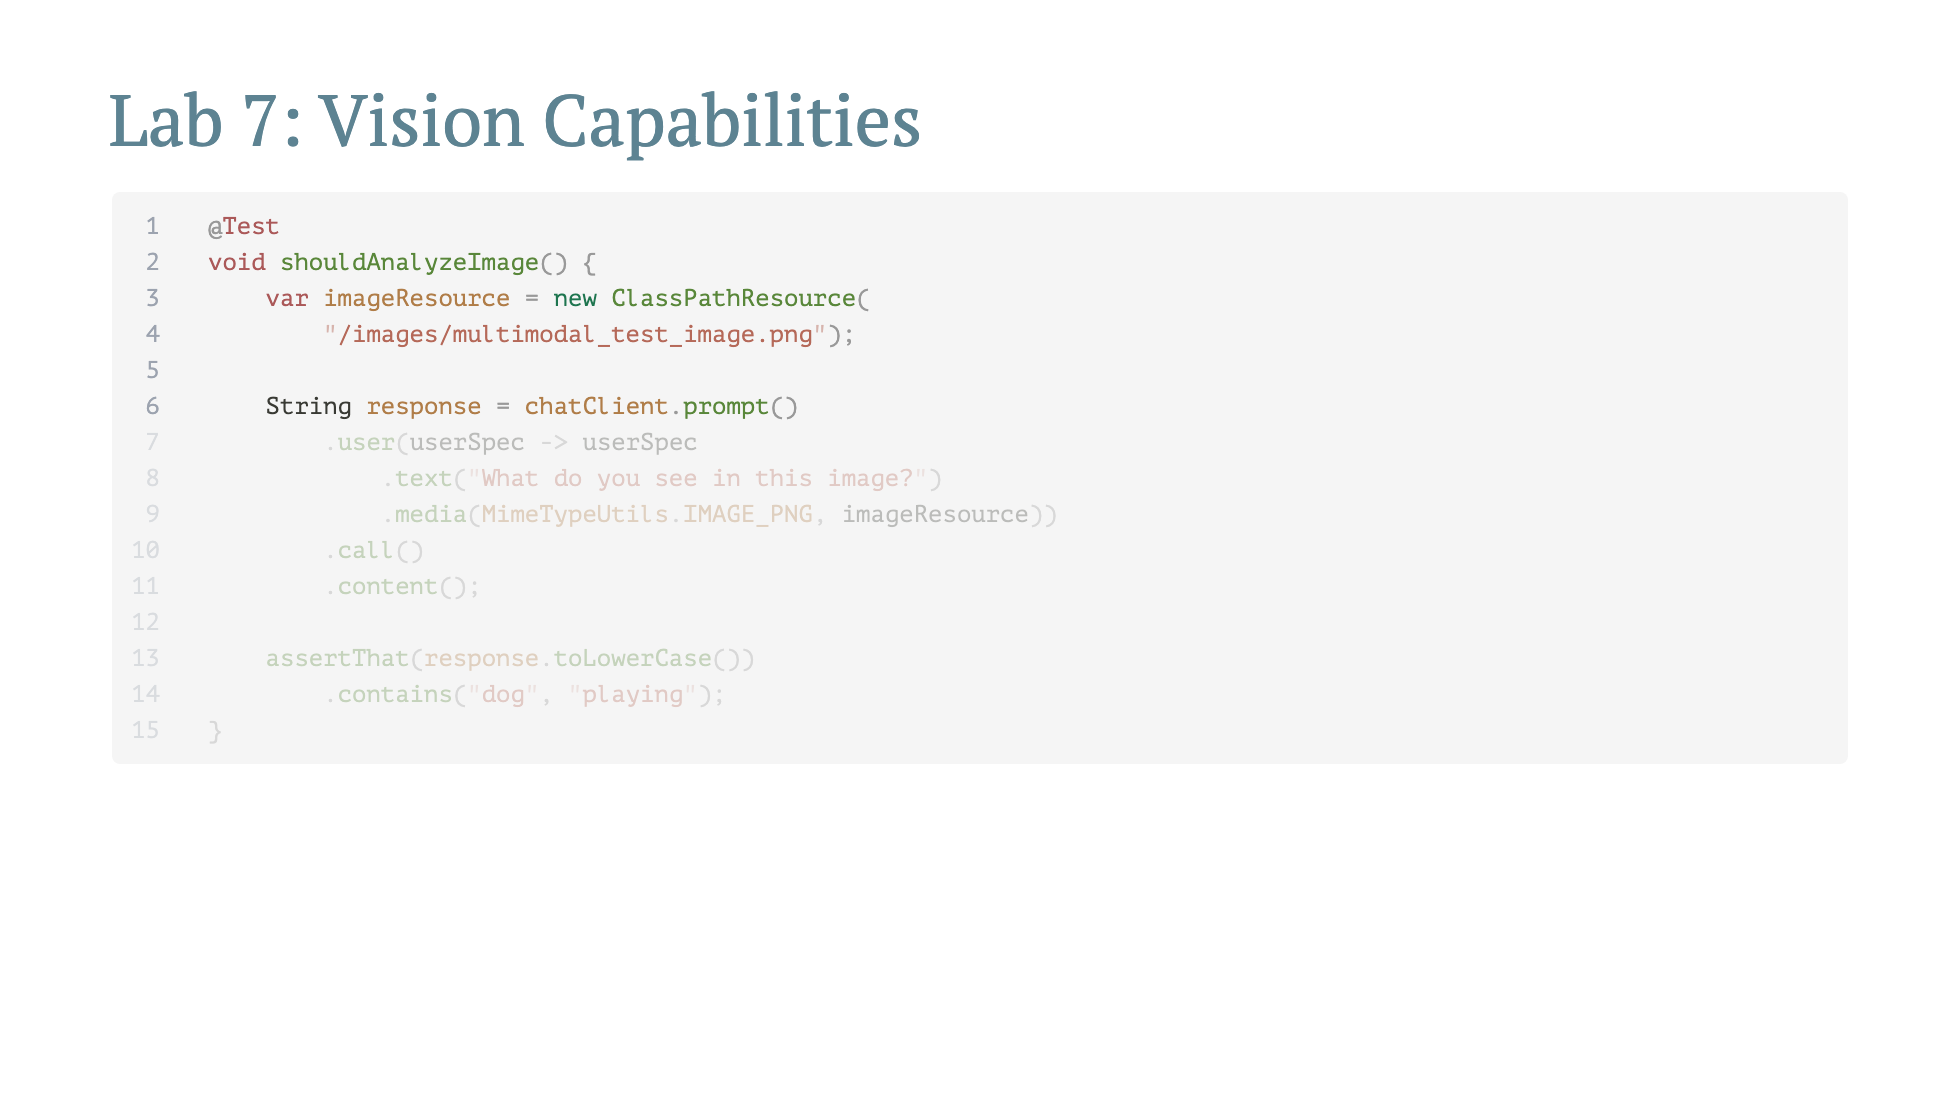 Lab 7: Vision Capabilities
1 @Test
2 void shouldAnalyzeImage() {
3     var imageResource = new ClassPathResource(
4         "/images/multimodal_test_image.png");
5
6     String response = chatClient.prompt()
7         .user(userSpec -> userSpec
8             .text("What do you see in this image?")
9             .media(MimeTypeUtils.IMAGE_PNG, imageResource))
10         .call()
11         .content();
12
13     assertThat(response.toLowerCase())
14         .contains("dog", "playing");
15 }